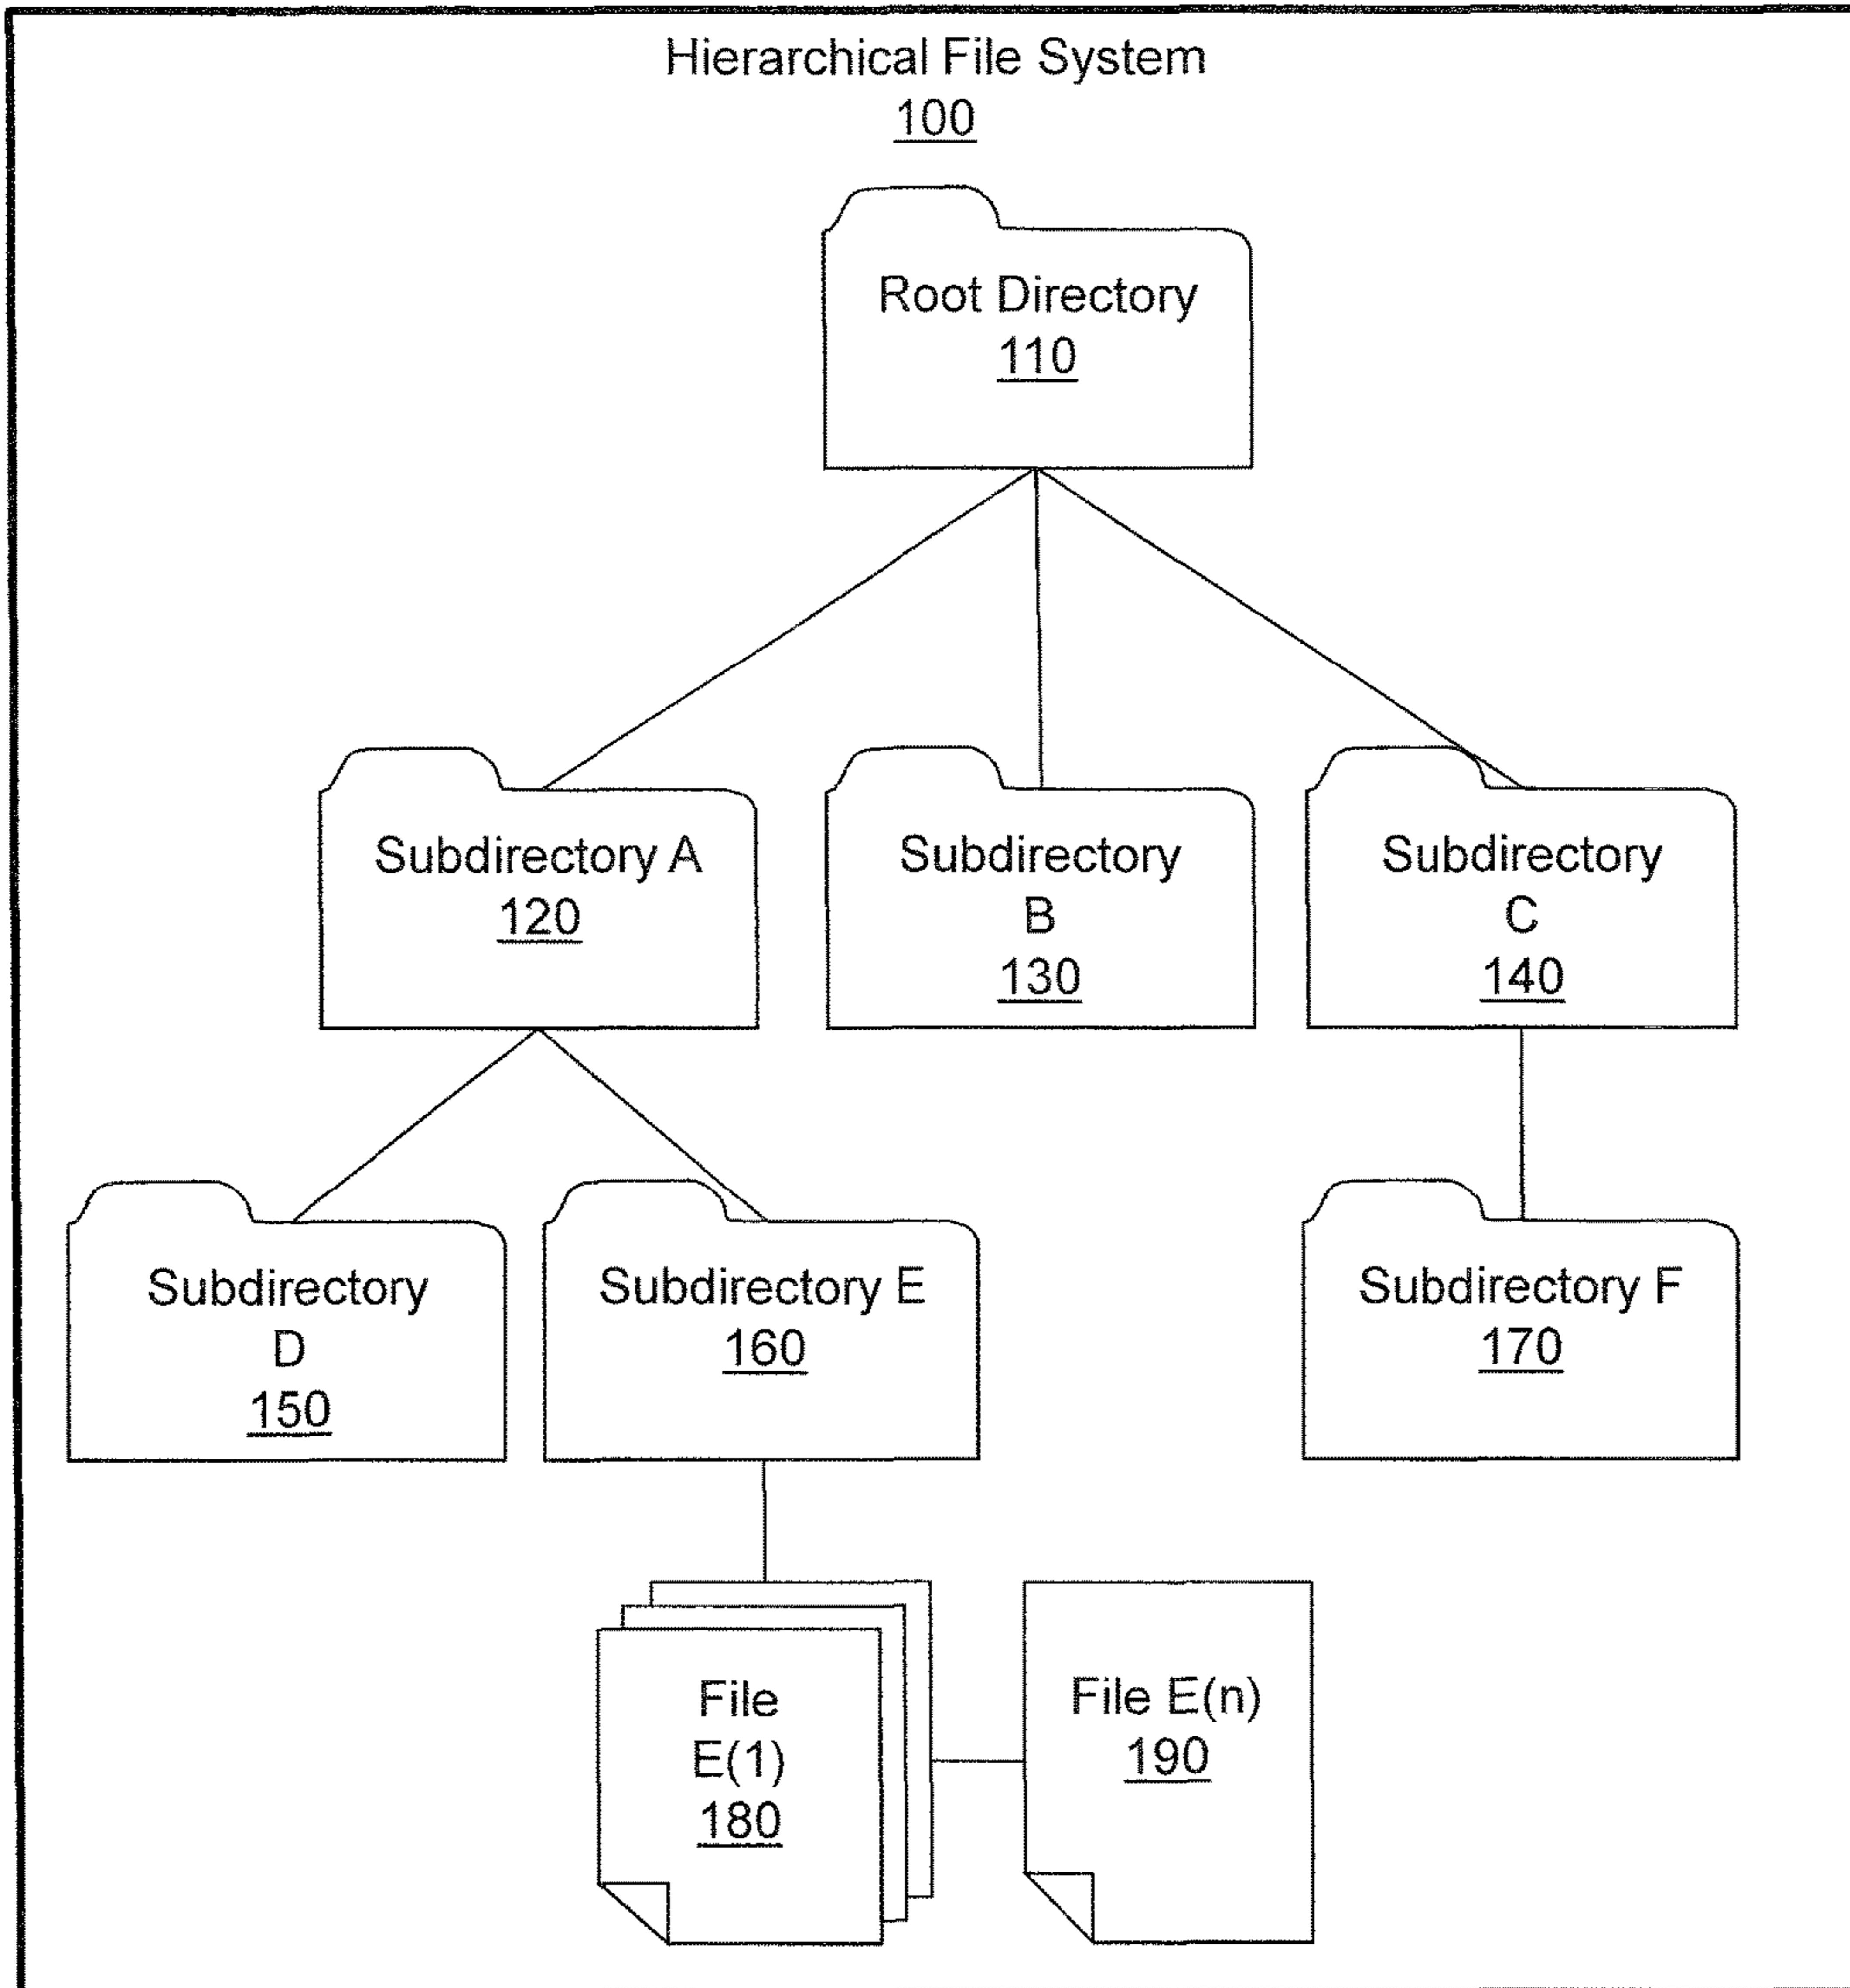 Hierarchical File System
100
Root Directory
110
Subdirectory A
120
Subdirectory
B
130
Subdirectory
C
140
Subdirectory
D
150
Subdirectory E
160
Subdirectory F
170
File
E(1)
180
File E(n)
190